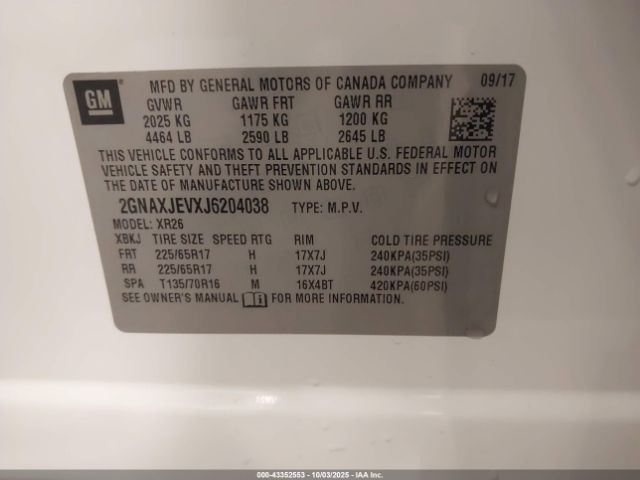 GM
MFD BY GENERAL MOTORS OF CANADA COMPANY 09/17
GVWR GAWR FRT GAWR RR
2025 KG 1175 KG 1200 KG
4464 LB 2590 LB 2645 LB
THIS VEHICLE CONFORMS TO ALL APPLICABLE U.S. FEDERAL MOTOR
VEHICLE SAFETY AND THEFT PREVENTION STANDARDS IN EFFECT ON
THE DATE OF MANUFACTURE SHOWN ABOVE.
2GNAXJEVXJ6204038 TYPE: M.P.V.
MODEL: XR26
XBKJ TIRE SIZE SPEED RTG RIM COLD TIRE PRESSURE
FRT 225/65R17 H 17X7J 240KPA(35PSI)
RR 225/65R17 H 17X7J 240KPA(35PSI)
SPA T135/70R16 M 16X4BT 420KPA(60PSI)
SEE OWNER'S MANUAL FOR MORE INFORMATION.
000-43352553 - 10/03/2025 - IAAI, Inc.